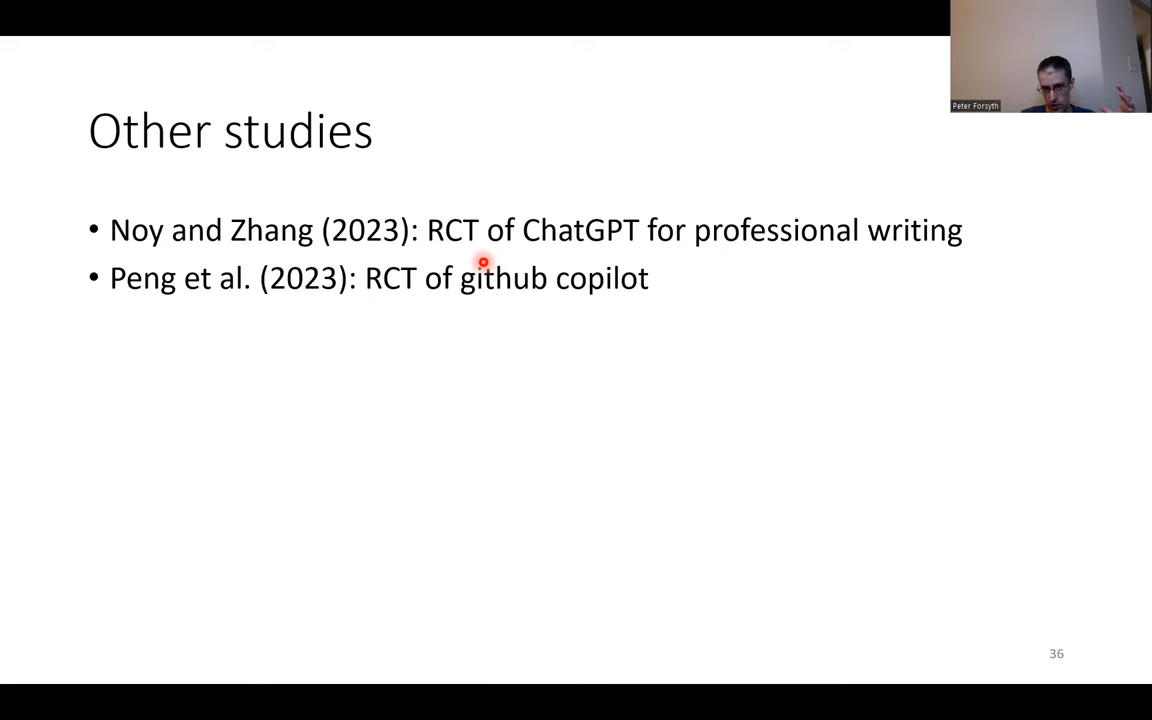 Peter Forsyth
Other studies
• Noy and Zhang (2023): RCT of ChatGPT for professional writing
• Peng et al. (2023): RCT of github copilot
36